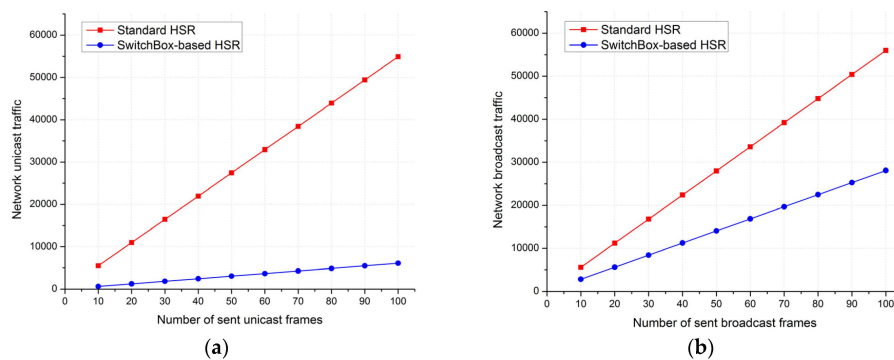 Standard HSR
SwitchBox-based HSR
Network unicast traffic
60000
50000
40000
30000
20000
10000
0
0 10 20 30 40 50 60 70 80 90 100
Number of sent unicast frames
(a)
Standard HSR
SwitchBox-based HSR
Network broadcast traffic
60000
50000
40000
30000
20000
10000
0
0 10 20 30 40 50 60 70 80 90 100
Number of sent broadcast frames
(b)